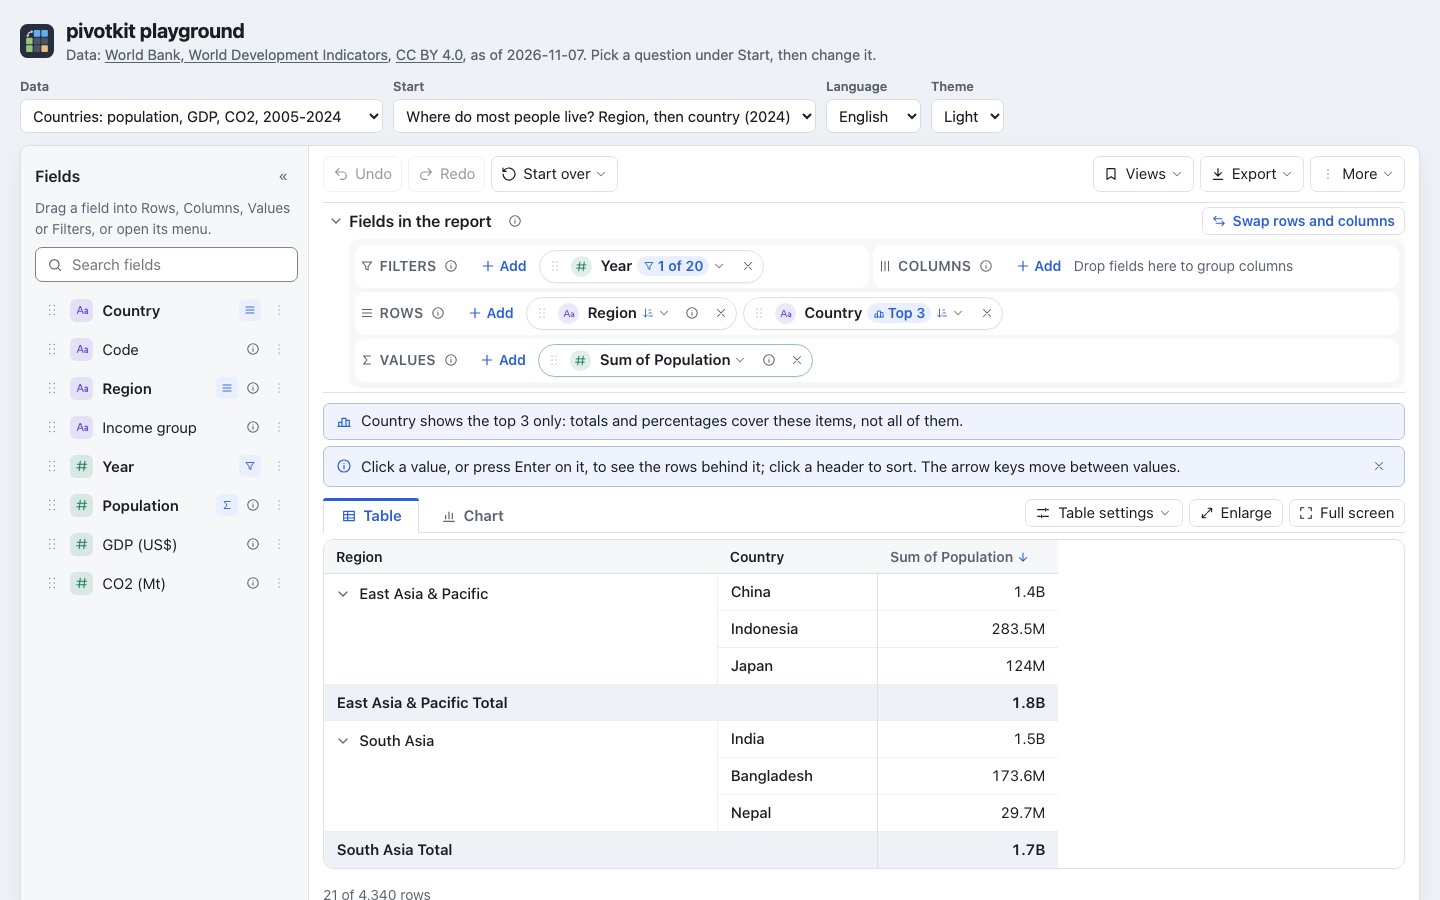 pivotkit playground
Data: World Bank, World Development Indicators, CC BY 4.0, as of 2026-11-07. Pick a question under Start, then change it.
Data Start Language Theme
Countries: population, GDP, CO2, 2005-2024 Where do most people live? Region, then country (2024) English Light
Fields «
Drag a field into Rows, Columns, Values
or Filters, or open its menu.
Search fields
Aa Country
Aa Code
Aa Region
Aa Income group
# Year
# Population Σ
# GDP (US$)
# CO2 (Mt)
Undo Redo Start over Views Export More
Fields in the report Swap rows and columns
FILTERS + Add # Year 1 of 20 COLUMNS + Add Drop fields here to group columns
ROWS + Add Aa Region Aa Country Top 3
Σ VALUES + Add # Sum of Population
Country shows the top 3 only: totals and percentages cover these items, not all of them.
Click a value, or press Enter on it, to see the rows behind it; click a header to sort. The arrow keys move between values.
Table Chart Table settings Enlarge Full screen
Region Country Sum of Population ↓
East Asia & Pacific China 1.4B
Indonesia 283.5M
Japan 124M
East Asia & Pacific Total 1.8B
South Asia India 1.5B
Bangladesh 173.6M
Nepal 29.7M
South Asia Total 1.7B
21 of 4,340 rows